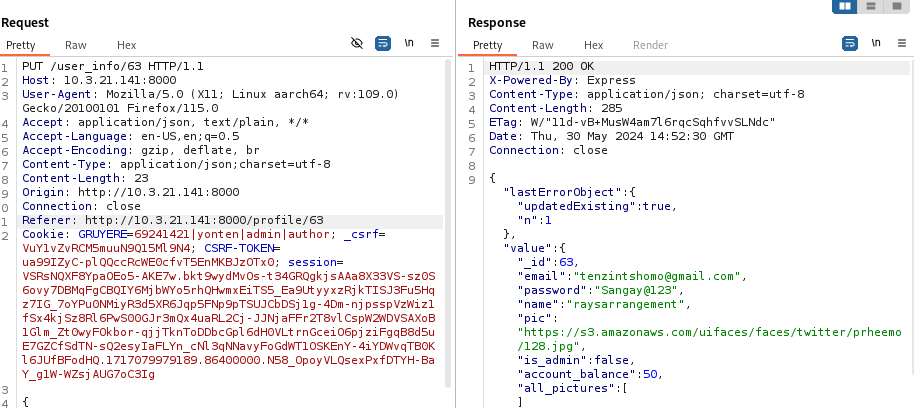 Request
Pretty Raw Hex
\n
1 PUT /user_info/63 HTTP/1.1
2 Host: 10.3.21.141:8000
3 User-Agent: Mozilla/5.0 (X11; Linux aarch64; rv:109.0)
Gecko/20100101 Firefox/115.0
4 Accept: application/json, text/plain, */*
5 Accept-Language: en-US,en;q=0.5
6 Accept-Encoding: gzip, deflate, br
7 Content-Type: application/json;charset=utf-8
8 Content-Length: 23
9 Origin: http://10.3.21.141:8000
0 Connection: close
1 Referer: http://10.3.21.141:8000/profile/63
2 Cookie: GRUYERE=69241421|yonten|admin|author; _csrf=
VuY1vZvRCM5muuN9Q15Ml9N4; CSRF-TOKEN=
ua99IZyC-plQQccRcWE0cfvT5EnMKBJzOTx0; session=
VSRsNQXF8YpaOEo5-AKE7w.bkt9wydMvOs-t34GRQgkjsAAa8X33VS-sz0S
6ovy7DBMqFgCBQIY6MjbWYo5rhQHwmxEiTS5_Ea9UtyyxzRjkTISJ3Fu5Hq
z7IG_7oYPu0NMiyR3d5XR6Jqp5FNp9pTSUJCbDSj1g-4Dm-njpsspVzWiz1
fSx4kjSz8Rl6PwS00GJr3mQx4uaRL2Cj-JJNjaFFr2T8vlCspW2WDVSAXoB
1Glm_Zt0wyF0kbor-qjjTknToDDbcGpl6dH0VLtrnGceiO6pjziFgqB8d5u
E7GZCfSdTN-sQ2esyIaFLYn_cNl3qNNavyFoGdWT1OSKEnY-4iYDWvqTB0K
l6JUfBFodHQ.1717079979189.86400000.N58_OpoyVLQsexPxfDTYH-Ba
Y_g1W-WZsjAUG7oC3Ig
3
4 {
Response
Pretty Raw Hex Render
\n
1 HTTP/1.1 200 OK
2 X-Powered-By: Express
3 Content-Type: application/json; charset=utf-8
4 Content-Length: 285
5 ETag: W/"11d-vB+MusW4am7l6rqcSqhfvvSLNdc"
6 Date: Thu, 30 May 2024 14:52:30 GMT
7 Connection: close
8
9 {
"lastErrorObject":{
"updatedExisting":true,
"n":1
},
"value":{
"_id":63,
"email":"tenzintshomo@gmail.com",
"password":"Sangay@123",
"name":"raysarrangement",
"pic":
"https://s3.amazonaws.com/uifaces/faces/twitter/prheemo
/128.jpg",
"is_admin":false,
"account_balance":50,
"all_pictures":[
]